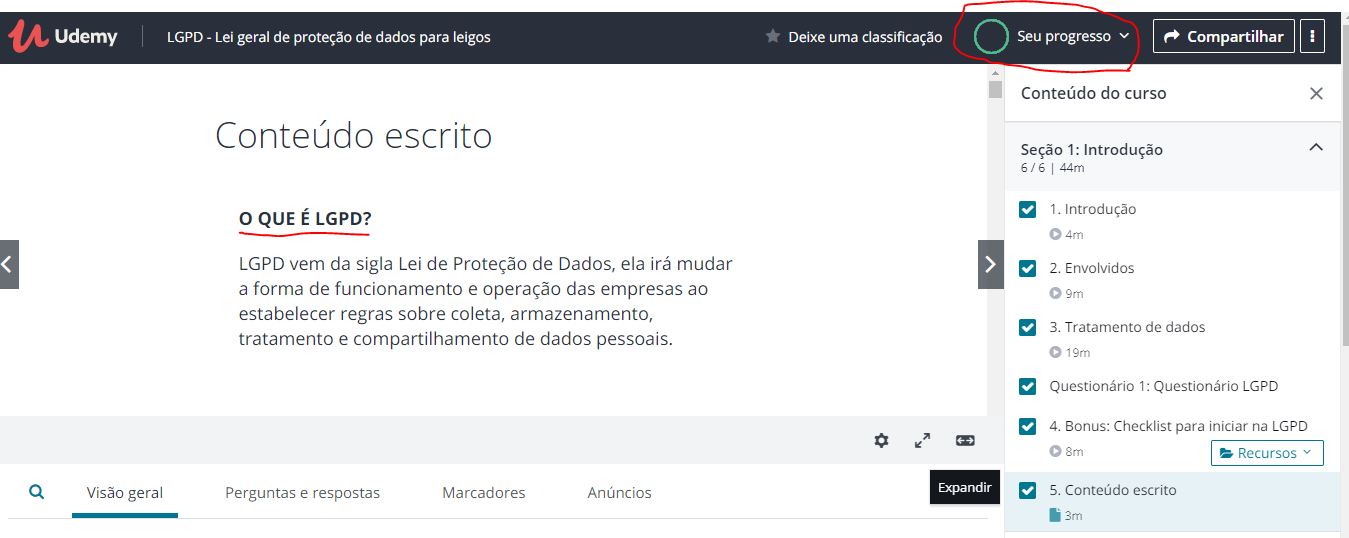 Udemy
LGPD - Lei geral de proteção de dados para leigos
Deixe uma classificação
Seu progresso
Compartilhar
Conteúdo escrito
O QUE É LGPD?
LGPD vem da sigla Lei de Proteção de Dados, ela irá mudar
a forma de funcionamento e operação das empresas ao
estabelecer regras sobre coleta, armazenamento,
tratamento e compartilhamento de dados pessoais.
Expandir
Visão geral
Perguntas e respostas
Marcadores
Anúncios
Conteúdo do curso
Seção 1: Introdução
6 / 6 | 44m
1. Introdução
4m
2. Envolvidos
9m
3. Tratamento de dados
19m
Questionário 1: Questionário LGPD
4. Bonus: Checklist para iniciar na LGPD
8m
Recursos
5. Conteúdo escrito
3m